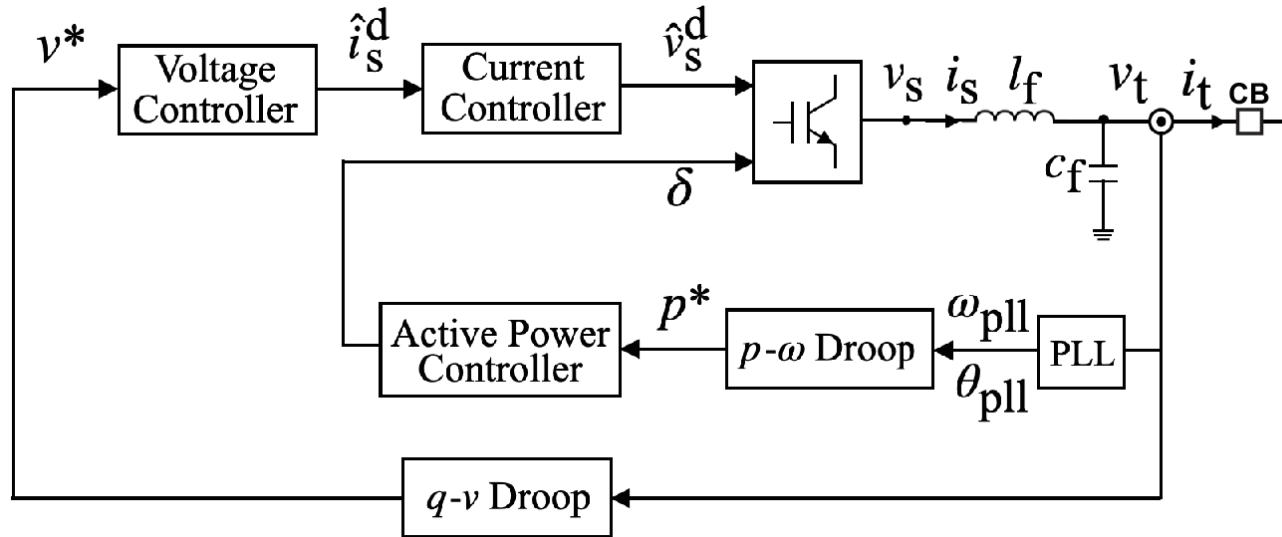 v*
î_s^d
v̂_s^d
Voltage
Controller
Current
Controller
v_s
i_s
l_f
v_t
i_t
CB
δ
c_f
p*
ω_pll
Active Power
Controller
p-ω Droop
PLL
θ_pll
q-v Droop